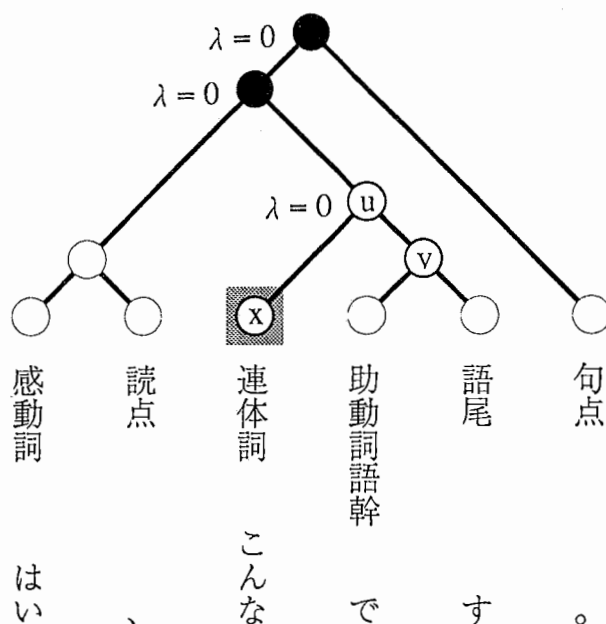 λ = 0
λ = 0
λ = 0
u
v
x
感動詞 はい
読点 、
連体詞 こんな
助動詞語幹 で
語尾 す
句点 。